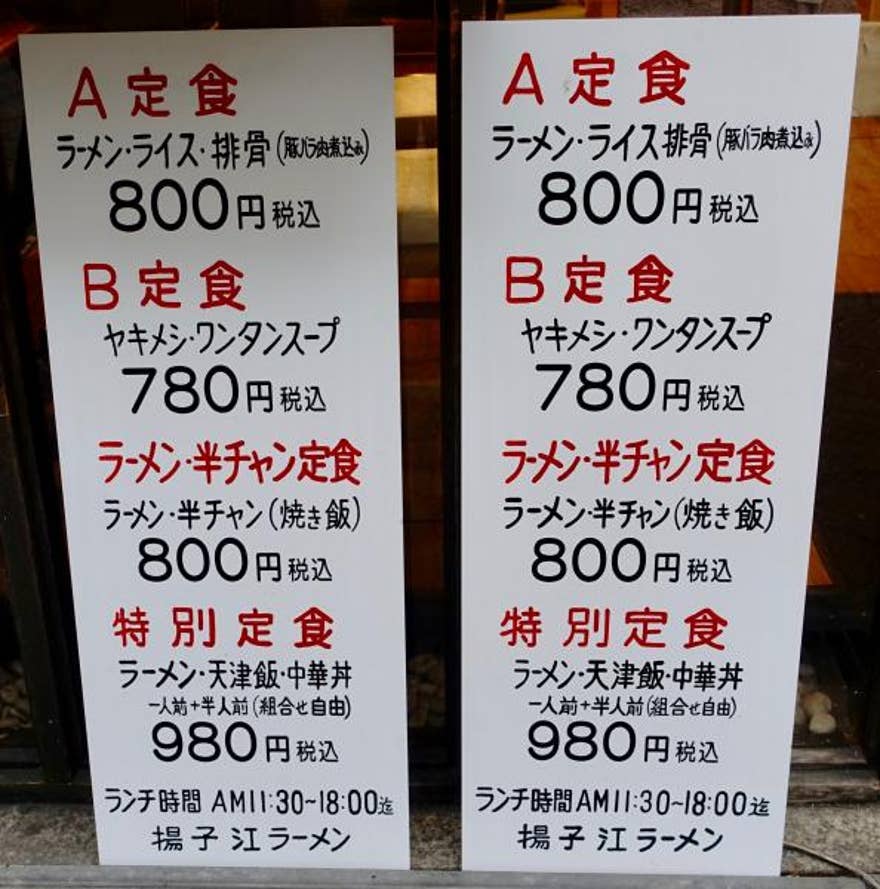 A定食
ラーメン・ライス・排骨(豚バラ肉煮込み)
800円税込
B定食
ヤキメシ・ワンタンスープ
780円税込
ラーメン・半チャン定食
ラーメン・半チャン(焼き飯)
800円税込
特別定食
ラーメン・天津飯・中華丼
一人前+半人前(組合せ自由)
980円税込
ランチ時間 AM11:30~18:00迄
揚子江ラーメン
A定食
ラーメン・ライス排骨(豚バラ肉煮込み)
800円税込
B定食
ヤキメシ・ワンタンスープ
780円税込
ラーメン・半チャン定食
ラーメン・半チャン(焼き飯)
800円税込
特別定食
ラーメン・天津飯・中華丼
一人前+半人前(組合せ自由)
980円税込
ランチ時間AM11:30~18:00迄
揚子江ラーメン